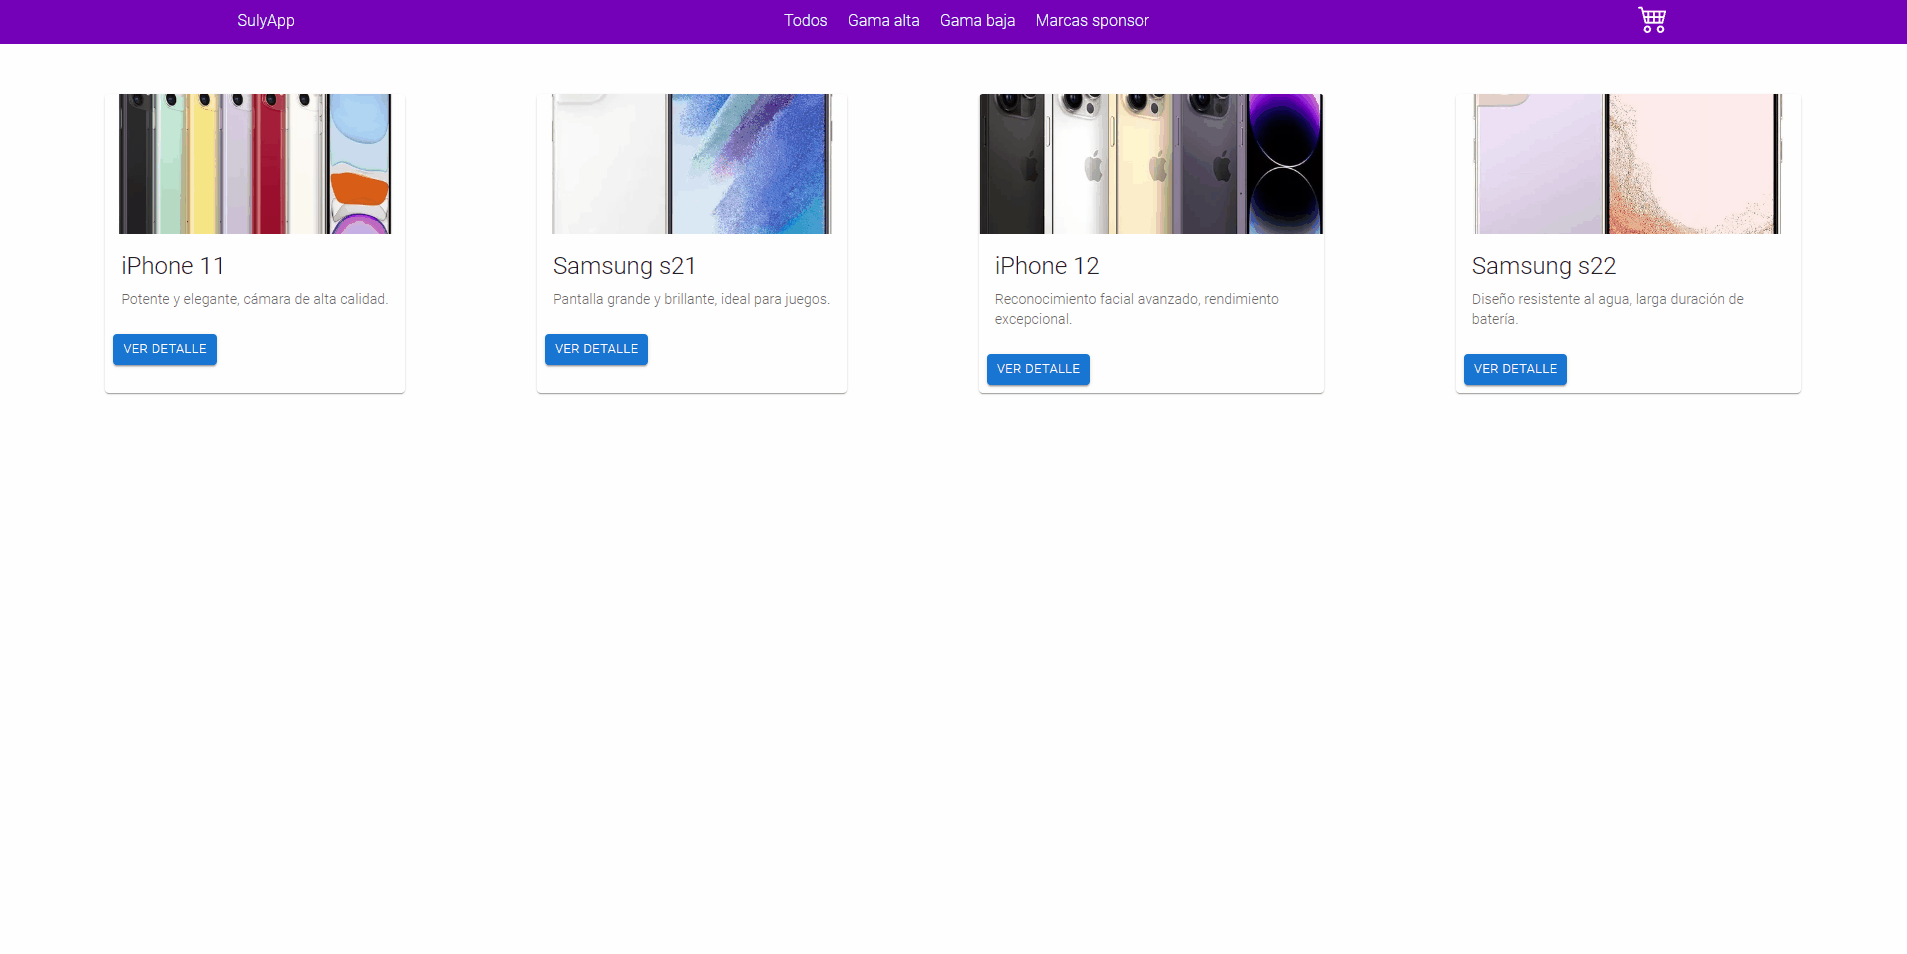 SulyApp
Todos
Gama alta
Gama baja
Marcas sponsor
iPhone 11
Potente y elegante, cámara de alta calidad.
VER DETALLE
Samsung s21
Pantalla grande y brillante, ideal para juegos.
VER DETALLE
iPhone 12
Reconocimiento facial avanzado, rendimiento
excepcional.
VER DETALLE
Samsung s22
Diseño resistente al agua, larga duración de
batería.
VER DETALLE